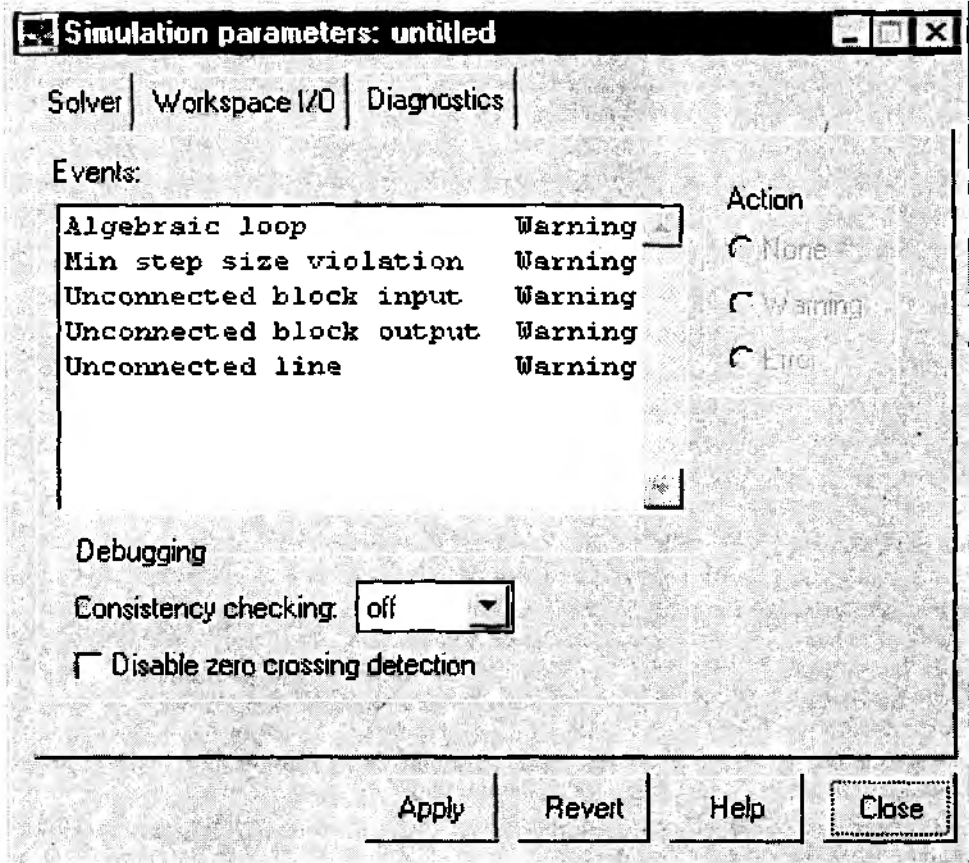 Simulation parameters: untitled
Solver Workspace I/O Diagnostics
Events:
Algebraic loop Warning
Min step size violation Warning
Unconnected block input Warning
Unconnected block output Warning
Unconnected line Warning
Action
None
Warning
Error
Debugging
Consistency checking: off
Disable zero crossing detection
Apply Revert Help Close